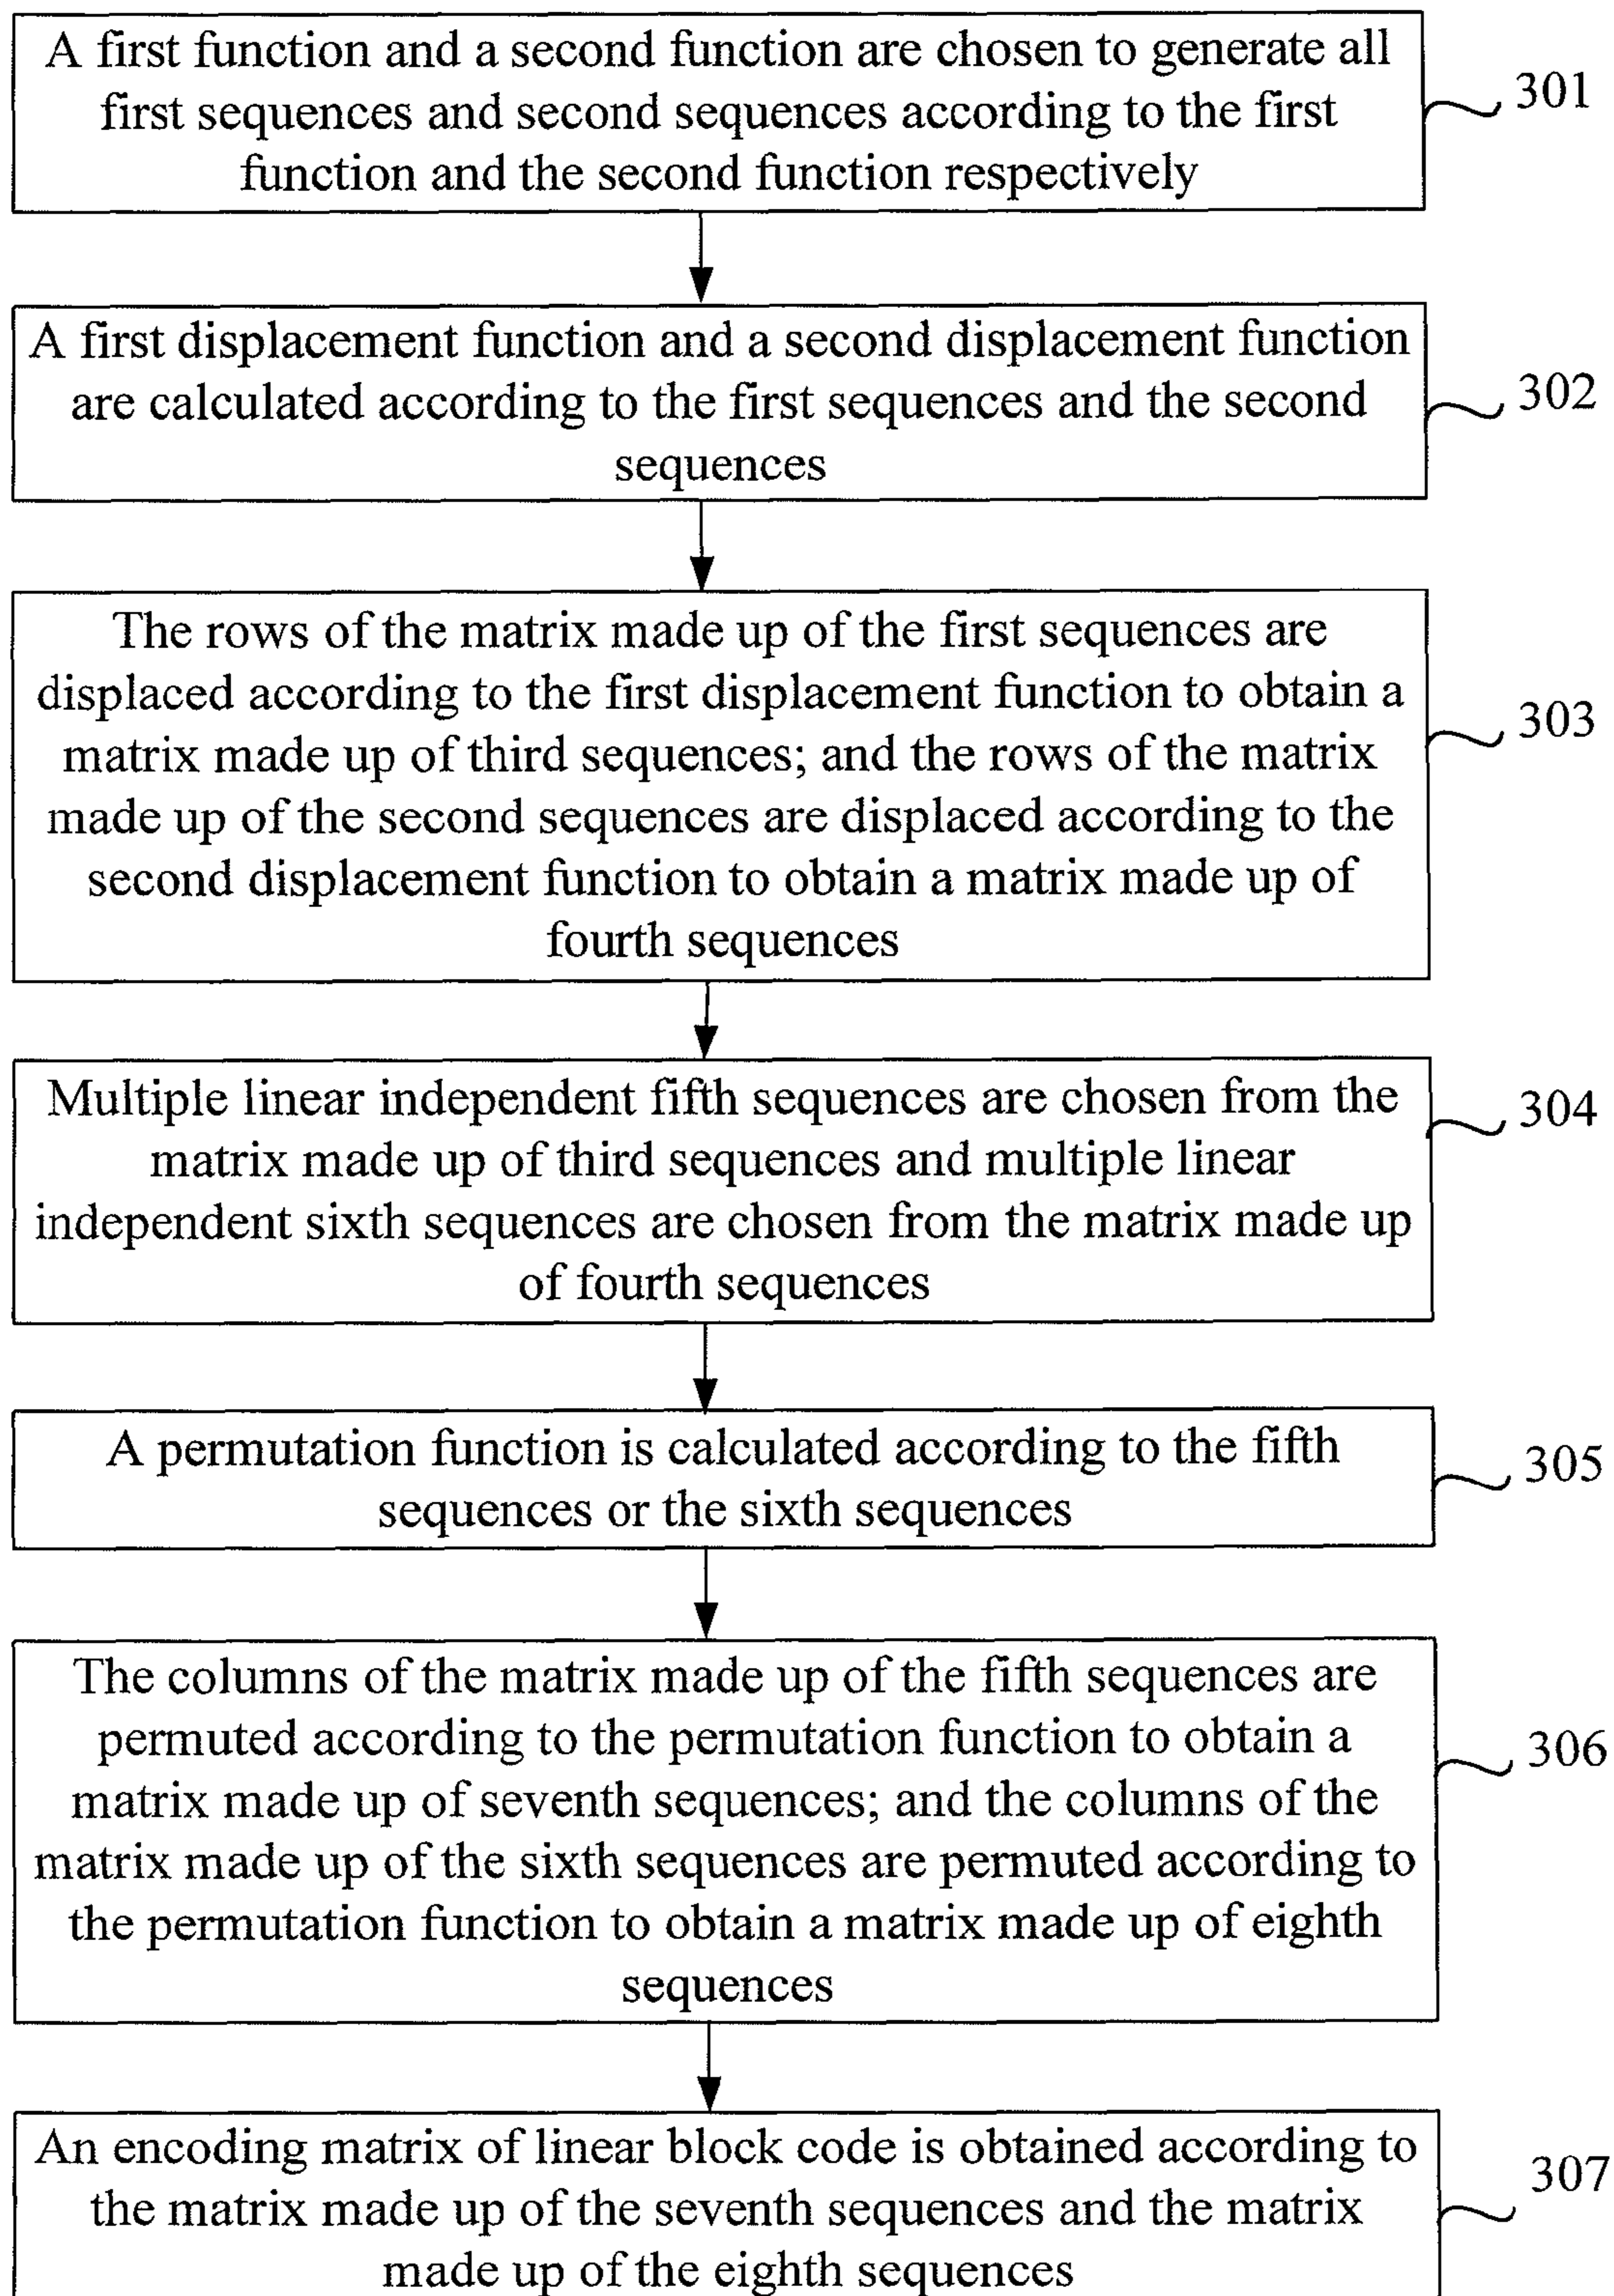 A first function and a second function are chosen to generate all
first sequences and second sequences according to the first
function and the second function respectively
301
A first displacement function and a second displacement function
are calculated according to the first sequences and the second
sequences
302
The rows of the matrix made up of the first sequences are
displaced according to the first displacement function to obtain a
matrix made up of third sequences; and the rows of the matrix
made up of the second sequences are displaced according to the
second displacement function to obtain a matrix made up of
fourth sequences
303
Multiple linear independent fifth sequences are chosen from the
matrix made up of third sequences and multiple linear
independent sixth sequences are chosen from the matrix made up
of fourth sequences
304
A permutation function is calculated according to the fifth
sequences or the sixth sequences
305
The columns of the matrix made up of the fifth sequences are
permuted according to the permutation function to obtain a
matrix made up of seventh sequences; and the columns of the
matrix made up of the sixth sequences are permuted according to
the permutation function to obtain a matrix made up of eighth
sequences
306
An encoding matrix of linear block code is obtained according to
the matrix made up of the seventh sequences and the matrix
made up of the eighth sequences
307